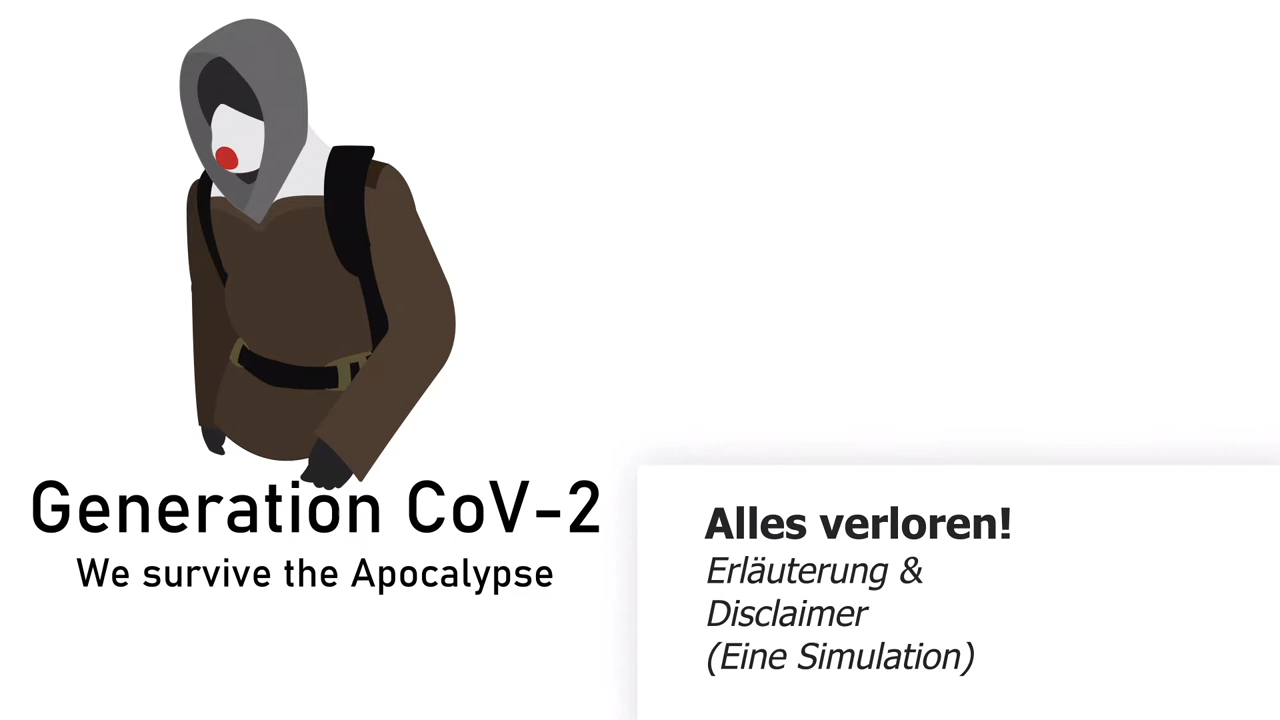 Generation CoV-2
We survive the Apocalypse
Alles verloren!
Erläuterung &
Disclaimer
(Eine Simulation)